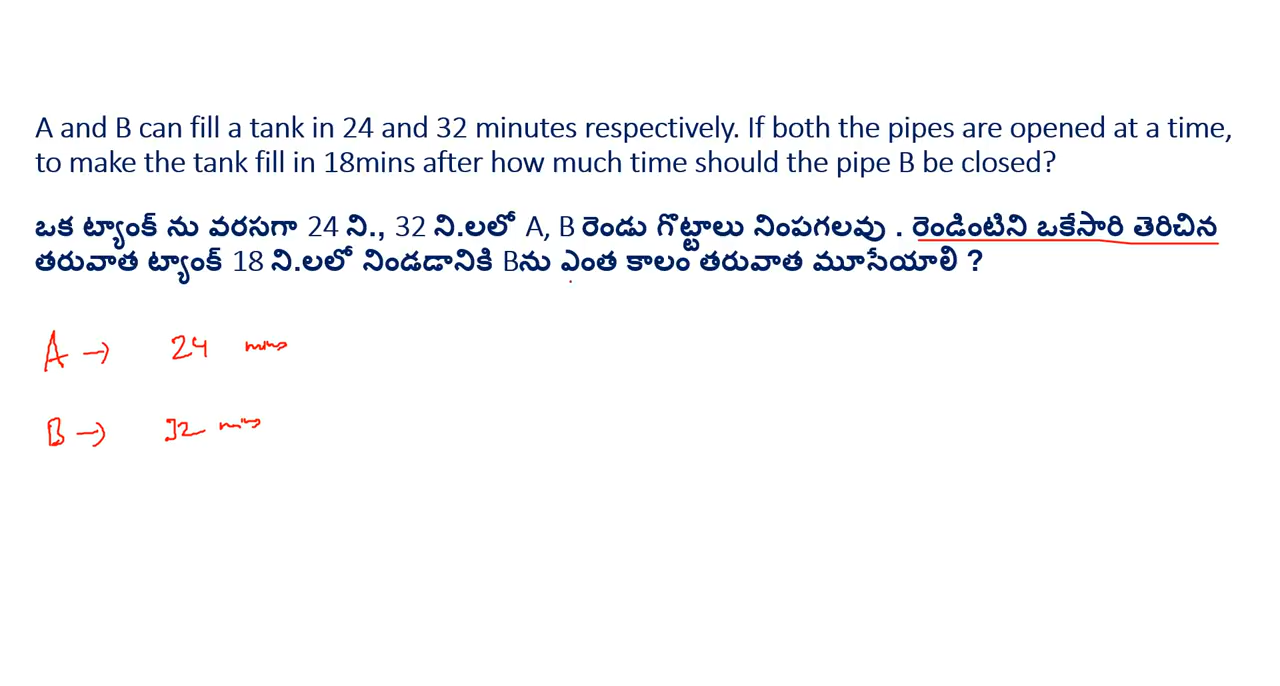 A and B can fill a tank in 24 and 32 minutes respectively. If both the pipes are opened at a time,
to make the tank fill in 18mins after how much time should the pipe B be closed?
ఒక ట్యాంక్ ను వరసగా 24 ని., 32 ని.లలో A, B రెండు గొట్టాలు నింపగలవు . రెండింటిని ఒకేసారి తెరిచిన
తరువాత ట్యాంక్ 18 ని.లలో నిండడానికి Bను ఎంత కాలం తరువాత మూసేయాలి ?
A → 24 mins
B → 32 mins